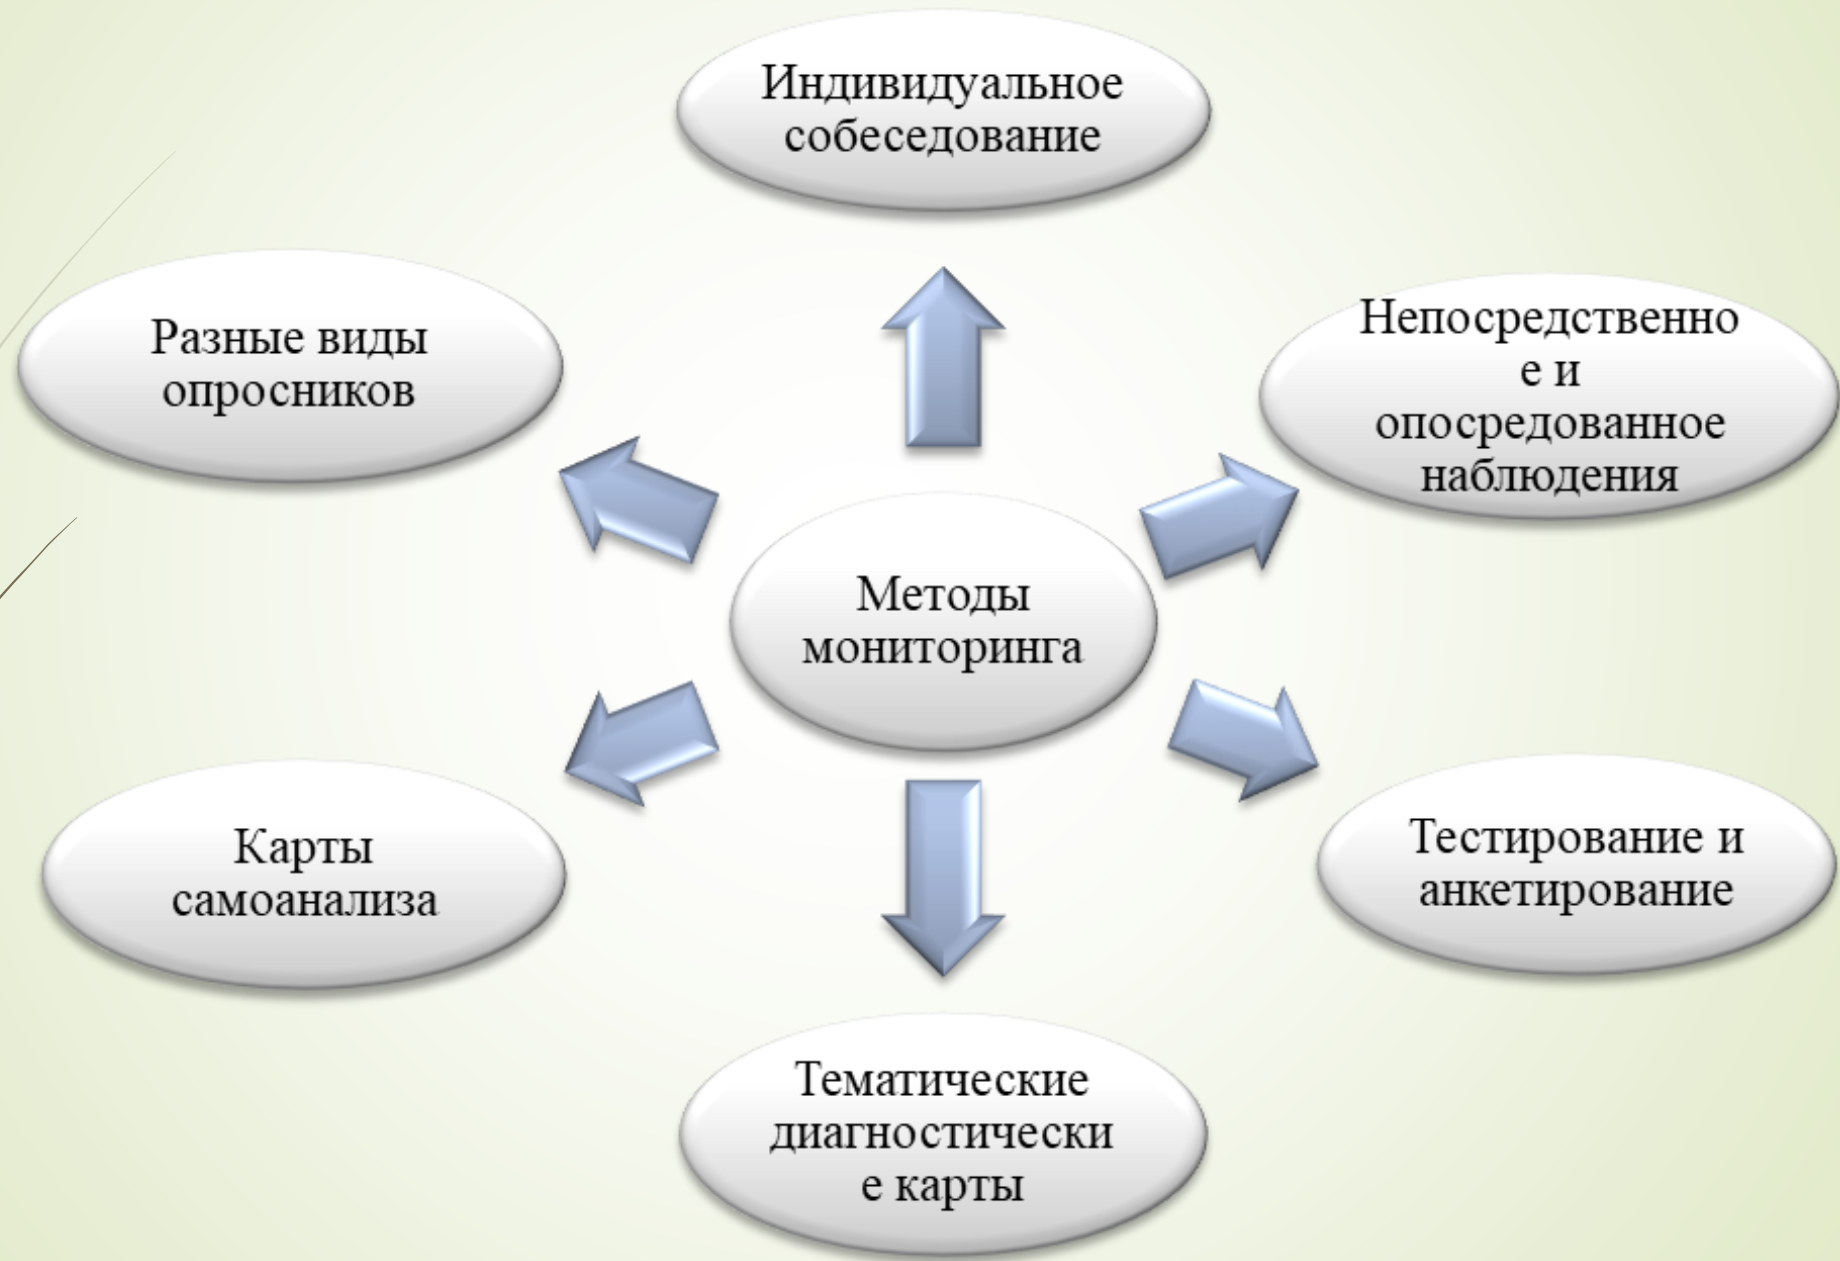 Индивидуальное
собеседование
Разные виды
опросников
Непосредственно
е и
опосредованное
наблюдения
Методы
мониторинга
Карты
самоанализа
Тестирование и
анкетирование
Тематические
диагностически
е карты